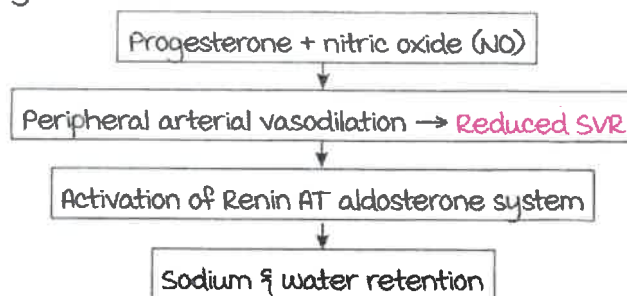 Progesterone + nitric oxide (NO)
Peripheral arterial vasodilation → Reduced SVR
Activation of Renin AT aldosterone system
Sodium & water retention